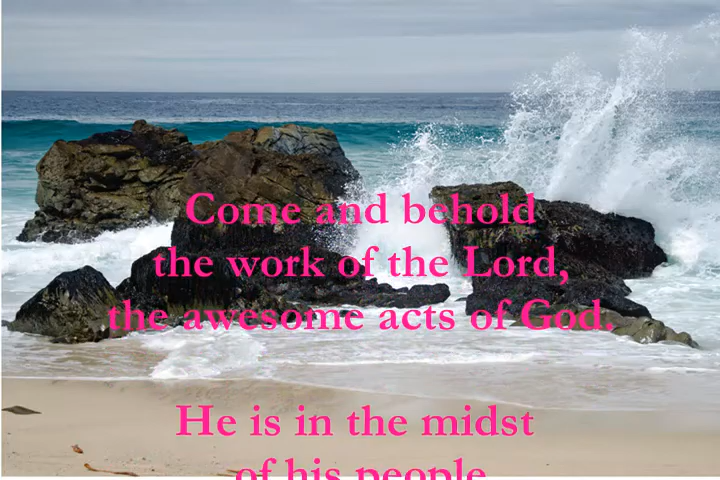 Come and behold
the work of the Lord,
the awesome acts of God.
He is in the midst
of his people